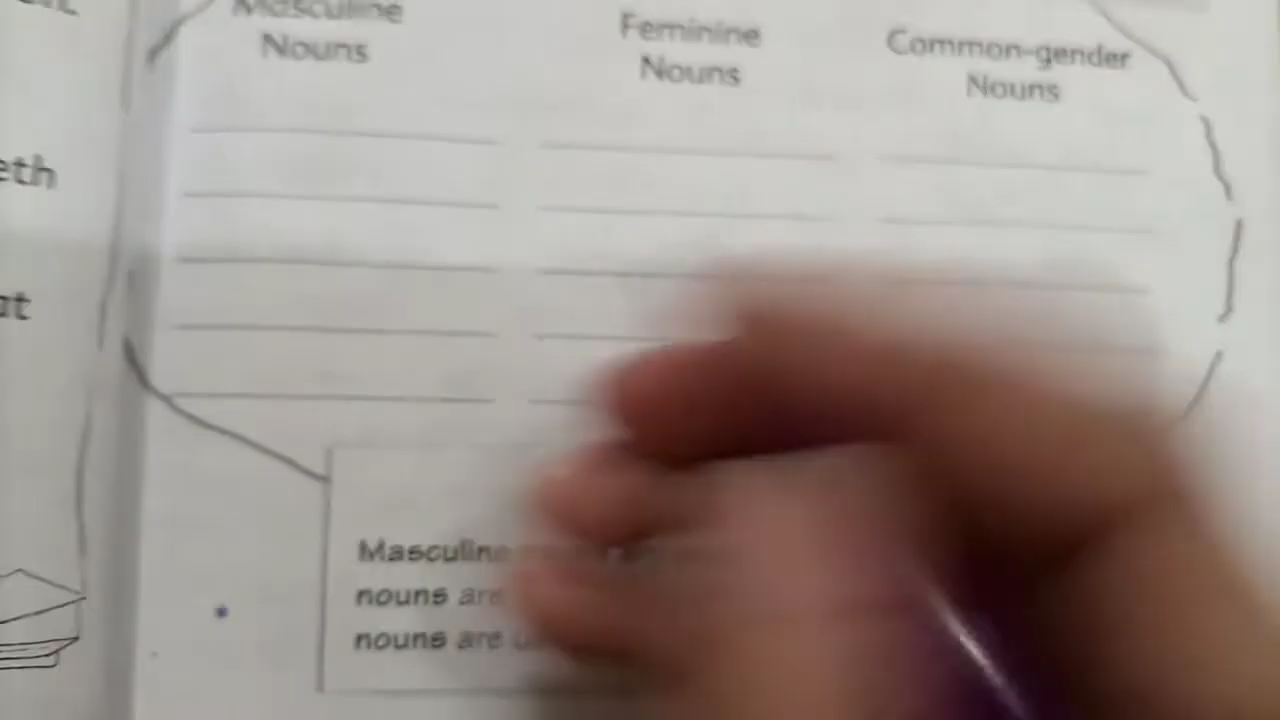 Masculine
Nouns
Feminine
Nouns
Common-gender
Nouns
eth
at
Masculine
nouns are
nouns are